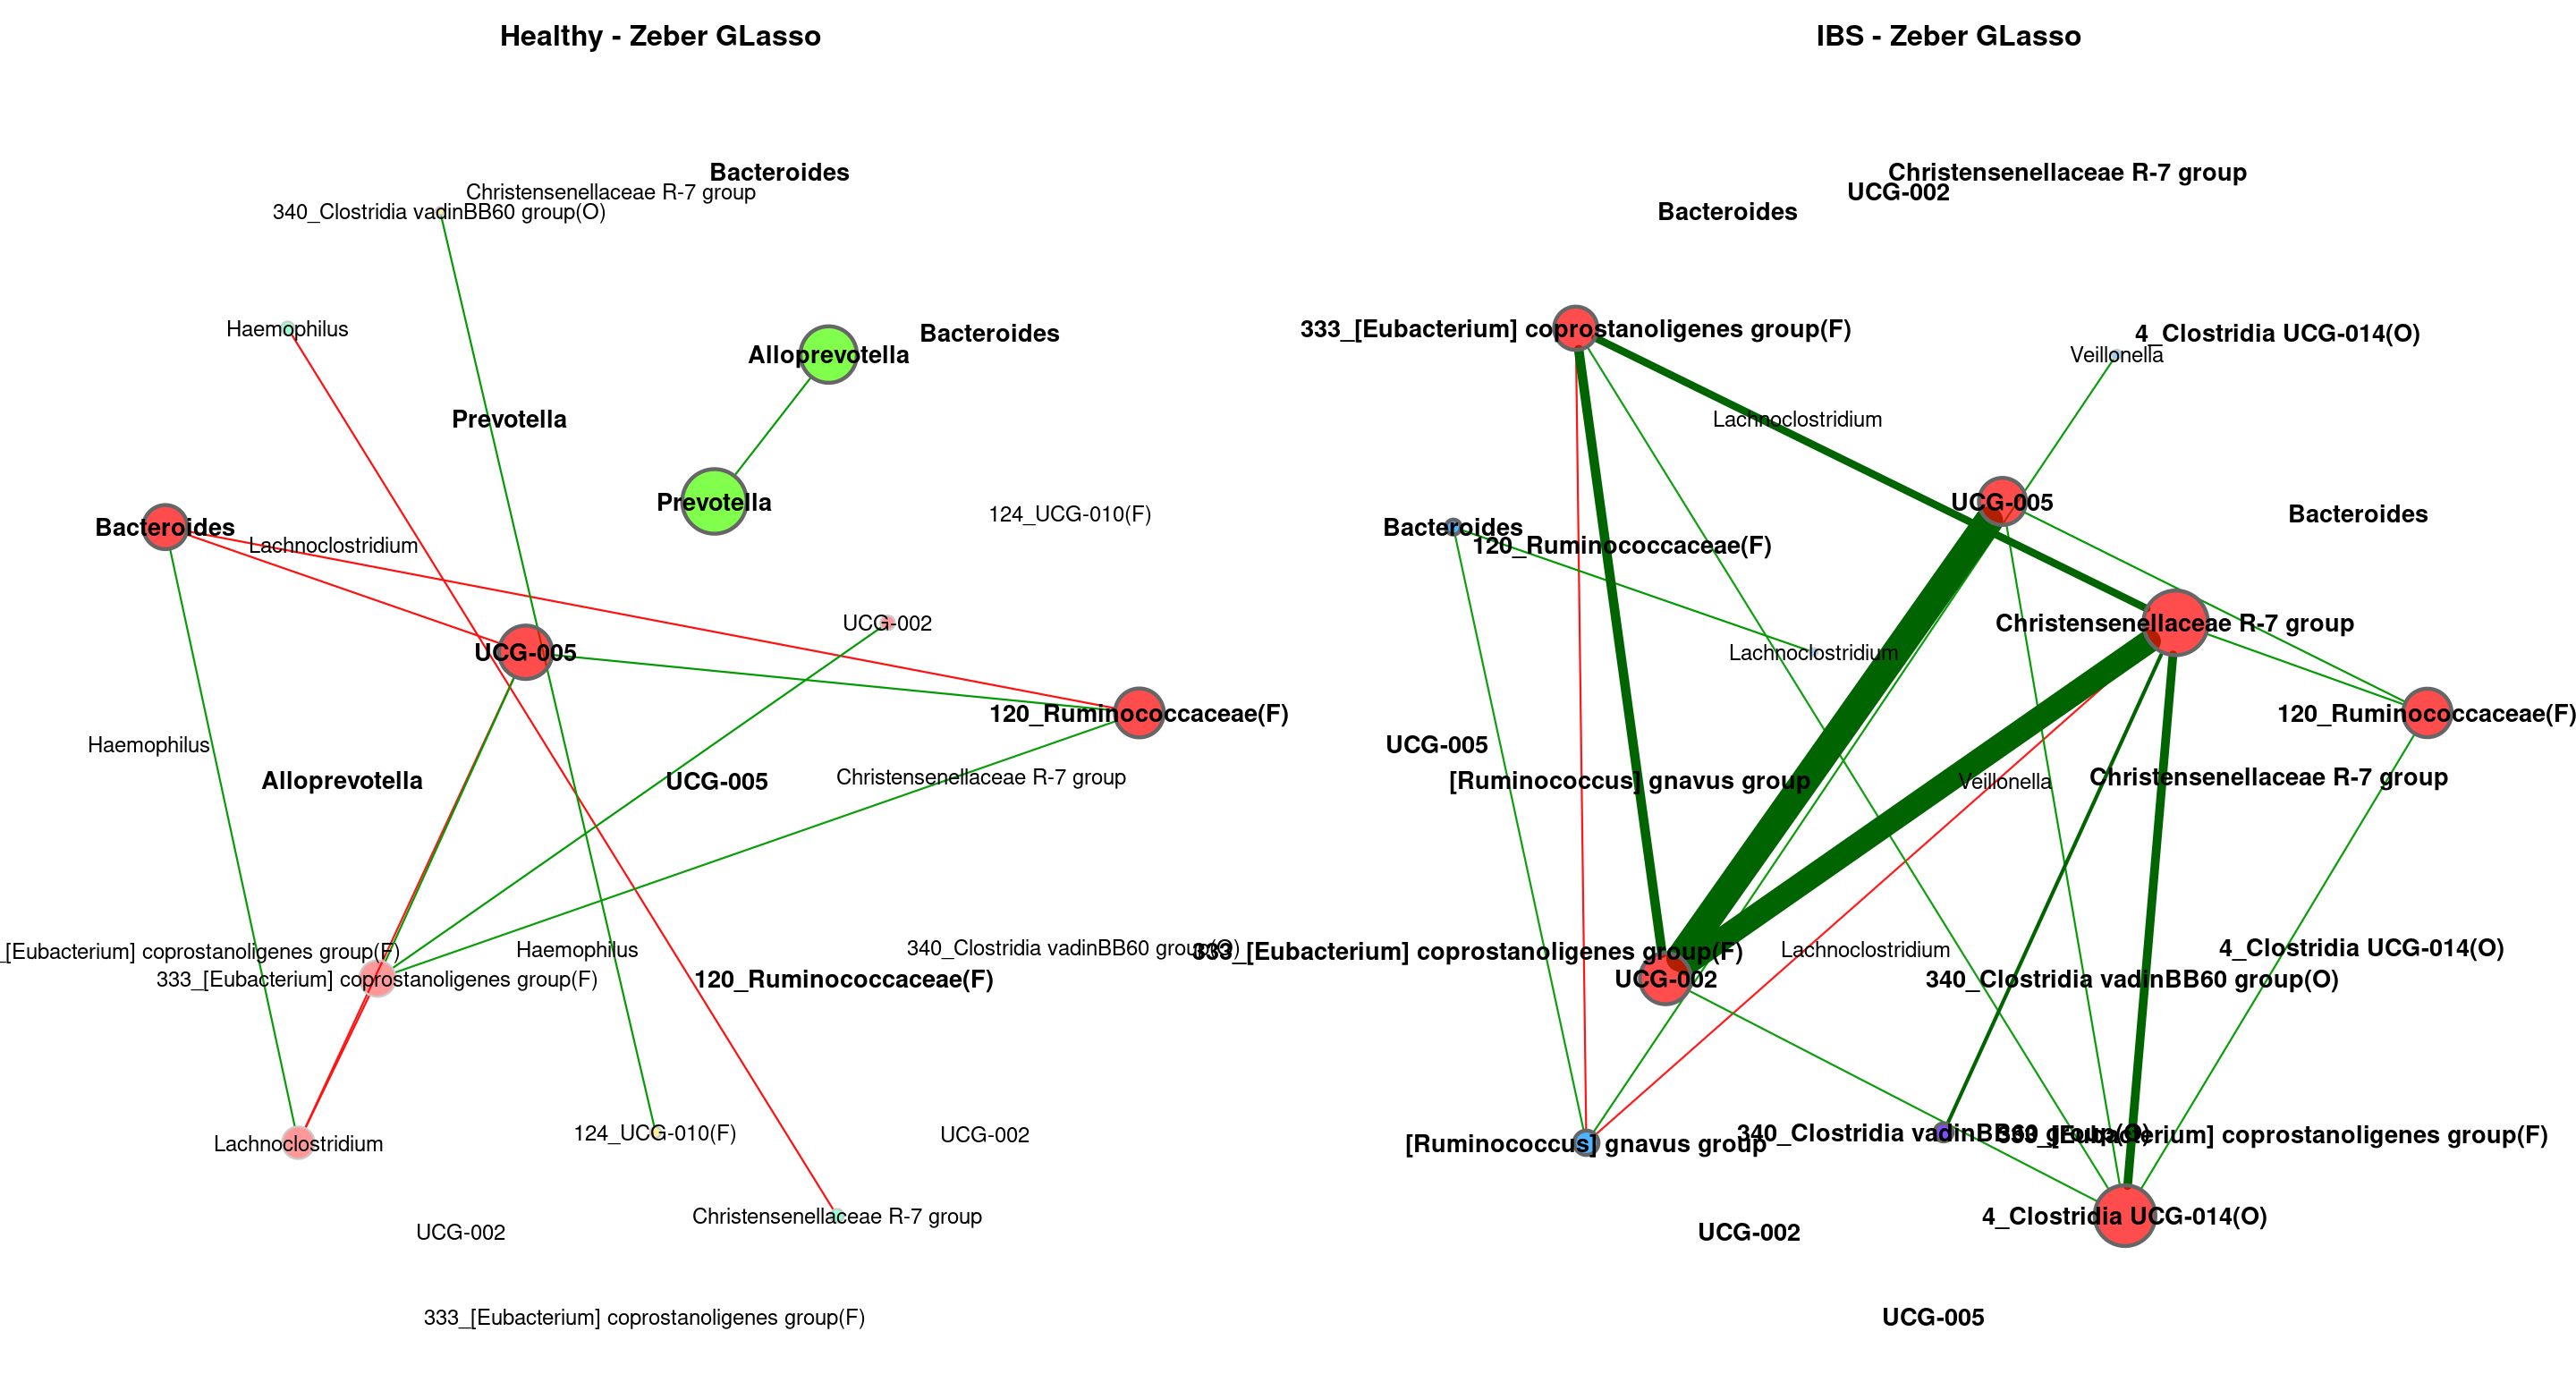 Healthy - Zeber GLasso
Bacteroides
Christensenellaceae R-7 group
340_Clostridia vadinBB60 group(O)
Haemophilus
Bacteroides
Alloprevotella
Prevotella
Prevotella
124_UCG-010(F)
Bacteroides
Lachnoclostridium
UCG-002
UCG-005
120_Ruminococcaceae(F)
Haemophilus
Christensenellaceae R-7 group
Alloprevotella
UCG-005
340_Clostridia vadinBB60 group(O)
Haemophilus
_[Eubacterium] coprostanoligenes group(F)
333_[Eubacterium] coprostanoligenes group(F)
120_Ruminococcaceae(F)
124_UCG-010(F)
UCG-002
Lachnoclostridium
Christensenellaceae R-7 group
UCG-002
333_[Eubacterium] coprostanoligenes group(F)
IBS - Zeber GLasso
Christensenellaceae R-7 group
UCG-002
Bacteroides
333_[Eubacterium] coprostanoligenes group(F)
4_Clostridia UCG-014(O)
Veillonella
Lachnoclostridium
UCG-005
Bacteroides
Bacteroides
120_Ruminococcaceae(F)
Christensenellaceae R-7 group
Lachnoclostridium
120_Ruminococcaceae(F)
UCG-005
Christensenellaceae R-7 group
[Ruminococcus] gnavus group
Veillonella
4_Clostridia UCG-014(O)
Lachnoclostridium
333_[Eubacterium] coprostanoligenes group(F)
UCG-002
340_Clostridia vadinBB60 group(O)
340_Clostridia vadinBB60 group(O)
333_[Eubacterium] coprostanoligenes group(F)
[Ruminococcus] gnavus group
4_Clostridia UCG-014(O)
UCG-002
UCG-005